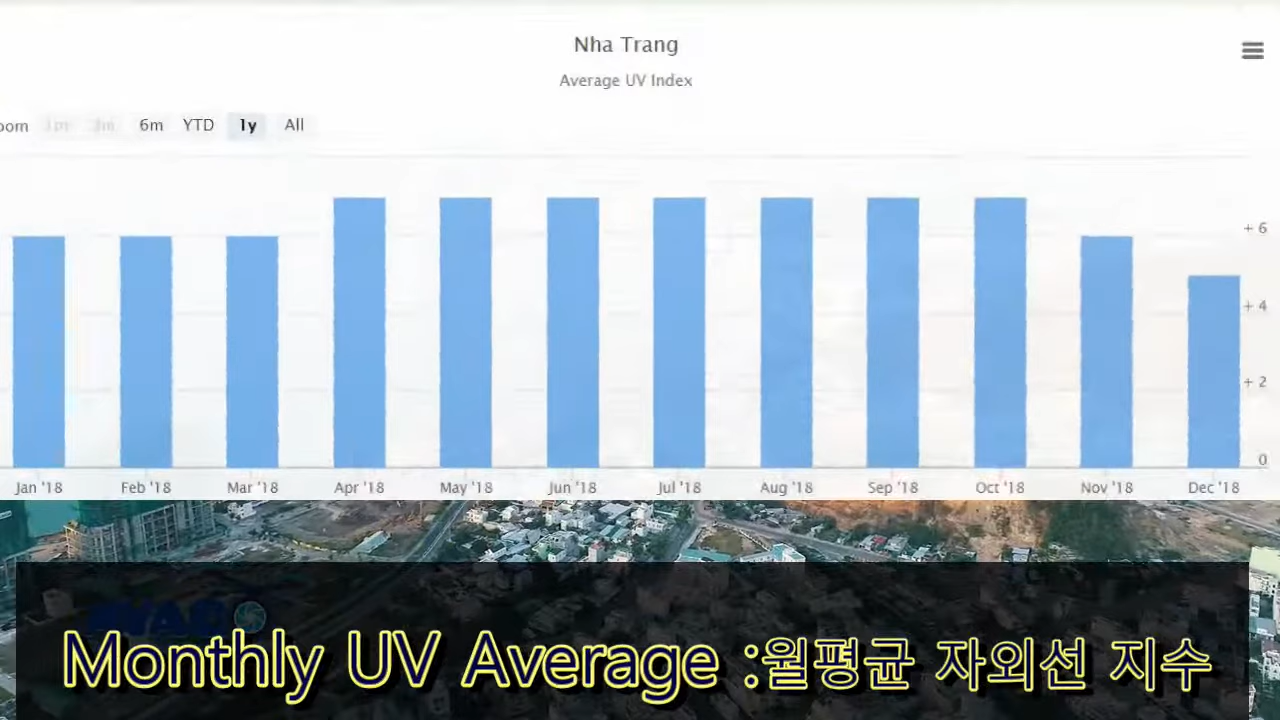 Nha Trang
Average UV Index
oom 1m 3m 6m YTD 1y All
+ 6
+ 4
+ 2
0
Jan '18 Feb '18 Mar '18 Apr '18 May '18 Jun '18 Jul '18 Aug '18 Sep '18 Oct '18 Nov '18 Dec '18
Monthly UV Average :월평균 자외선 지수